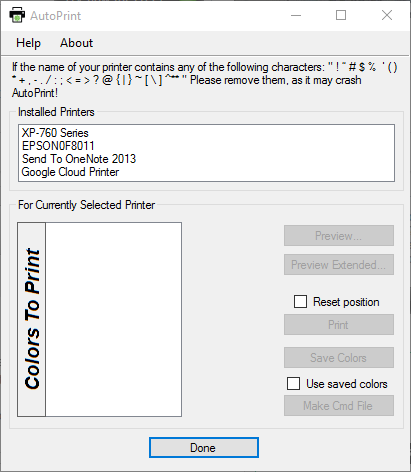 AutoPrint
Help About
If the name of your printer contains any of the following characters: " ! ˜ # $ % ' ( )
* + , - . / : ; < = > ? @ { | } ~ [ \ ] ^** " Please remove them, as it may crash
AutoPrint!
Installed Printers
XP-760 Series
EPSON0F8011
Send To OneNote 2013
Google Cloud Printer
For Currently Selected Printer
Colors To Print
Preview...
Preview Extended...
Reset position
Print
Save Colors
Use saved colors
Make Cmd File
Done